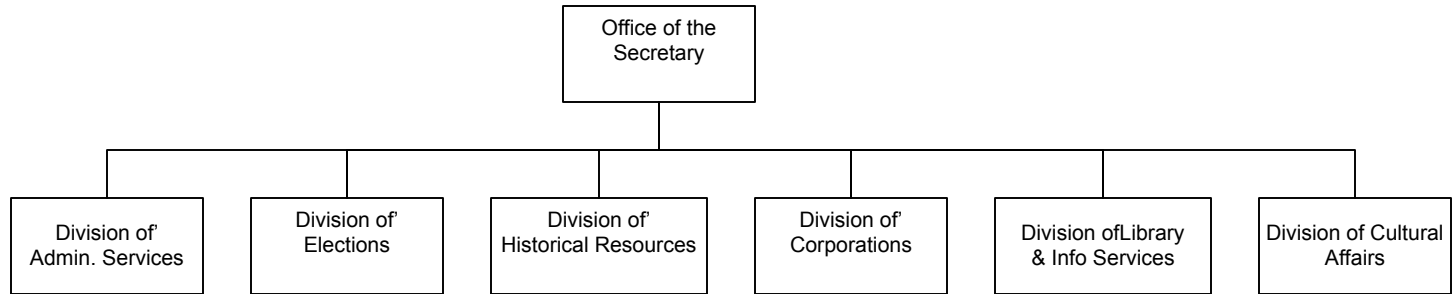 Office of the
Secretary
Division of’
Admin. Services
Division of’
Elections
Division of’
Historical Resources
Division of’
Corporations
Division ofLibrary
& Info Services
Division of Cultural
Affairs